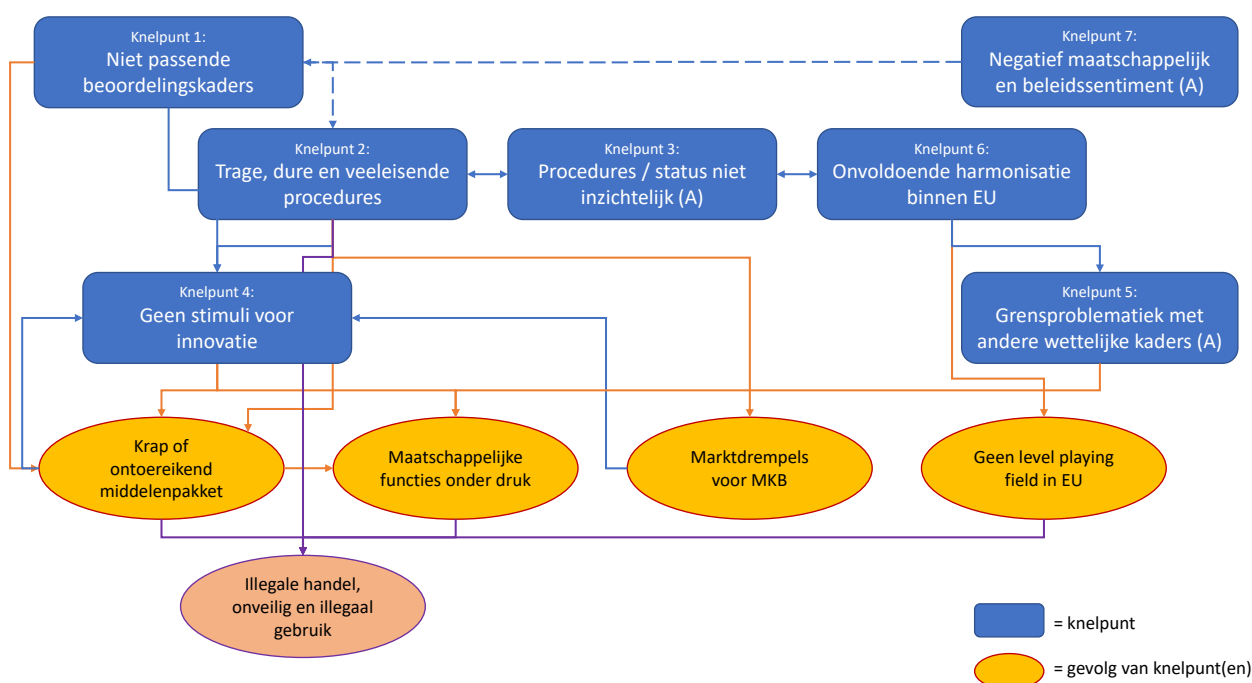 Knelpunt 1:
Niet passende
beoordelingskaders
Knelpunt 7:
Negatief maatschappelijk
en beleidssentiment (A)
Knelpunt 2:
Trage, dure en veeleisende
procedures
Knelpunt 3:
Procedures / status niet
inzichtelijk (A)
Knelpunt 6:
Onvoldoende harmonisatie
binnen EU
Knelpunt 4:
Geen stimuli voor
innovatie
Knelpunt 5:
Grensproblematiek met
andere wettelijke kaders (A)
Krap of
ontoereikend
middelenpakket
Maatschappelijke
functies onder druk
Marktdrempels
voor MKB
Geen level playing
field in EU
Illegale handel,
onveilig en illegaal
gebruik
= knelpunt
= gevolg van knelpunt(en)